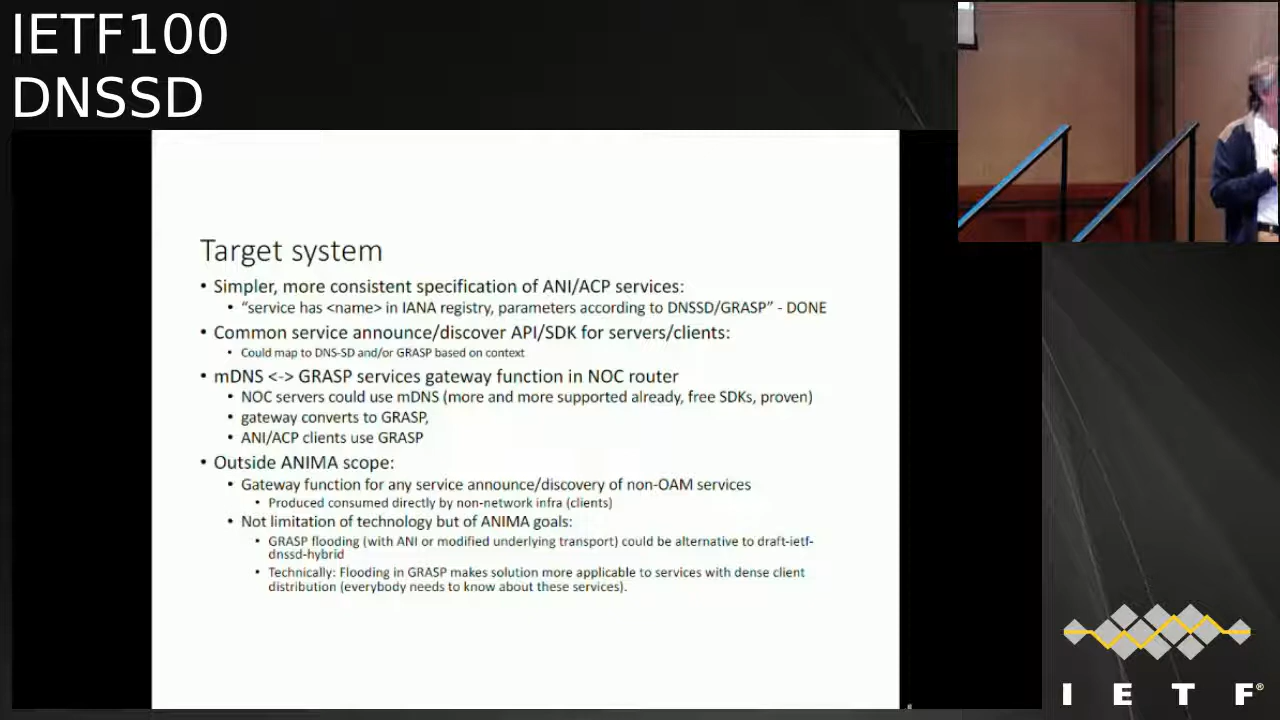 IETF100
DNSSD
Target system
• Simpler, more consistent specification of ANI/ACP services:
• “service has <name> in IANA registry, parameters according to DNSSD/GRASP” - DONE
• Common service announce/discover API/SDK for servers/clients:
• Could map to DNS-SD and/or GRASP based on context
• mDNS <-> GRASP services gateway function in NOC router
• NOC servers could use mDNS (more and more supported already, free SDKs, proven)
• gateway converts to GRASP,
• ANI/ACP clients use GRASP
• Outside ANIMA scope:
• Gateway function for any service announce/discovery of non-OAM services
• Produced consumed directly by non-network infra (clients)
• Not limitation of technology but of ANIMA goals:
• GRASP flooding (with ANI or modified underlying transport) could be alternative to draft-ietf-
dnssd-hybrid
• Technically: Flooding in GRASP makes solution more applicable to services with dense client
distribution (everybody needs to know about these services).
I E T F®